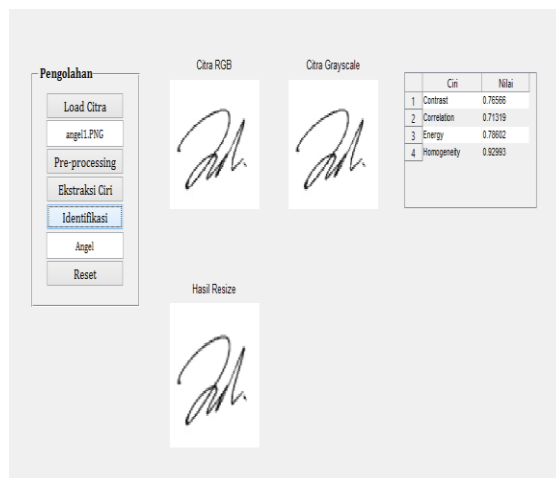 Pengolahan
Load Citra
angel1.PNG
Pre-processing
Ekstraksi Ciri
Identifikasi
Angel
Reset
Citra RGB
Citra Grayscale
Ciri Nilai
1 Contrast 0.76566
2 Correlation 0.71319
3 Energy 0.78602
4 Homogeneity 0.92993
Hasil Resize